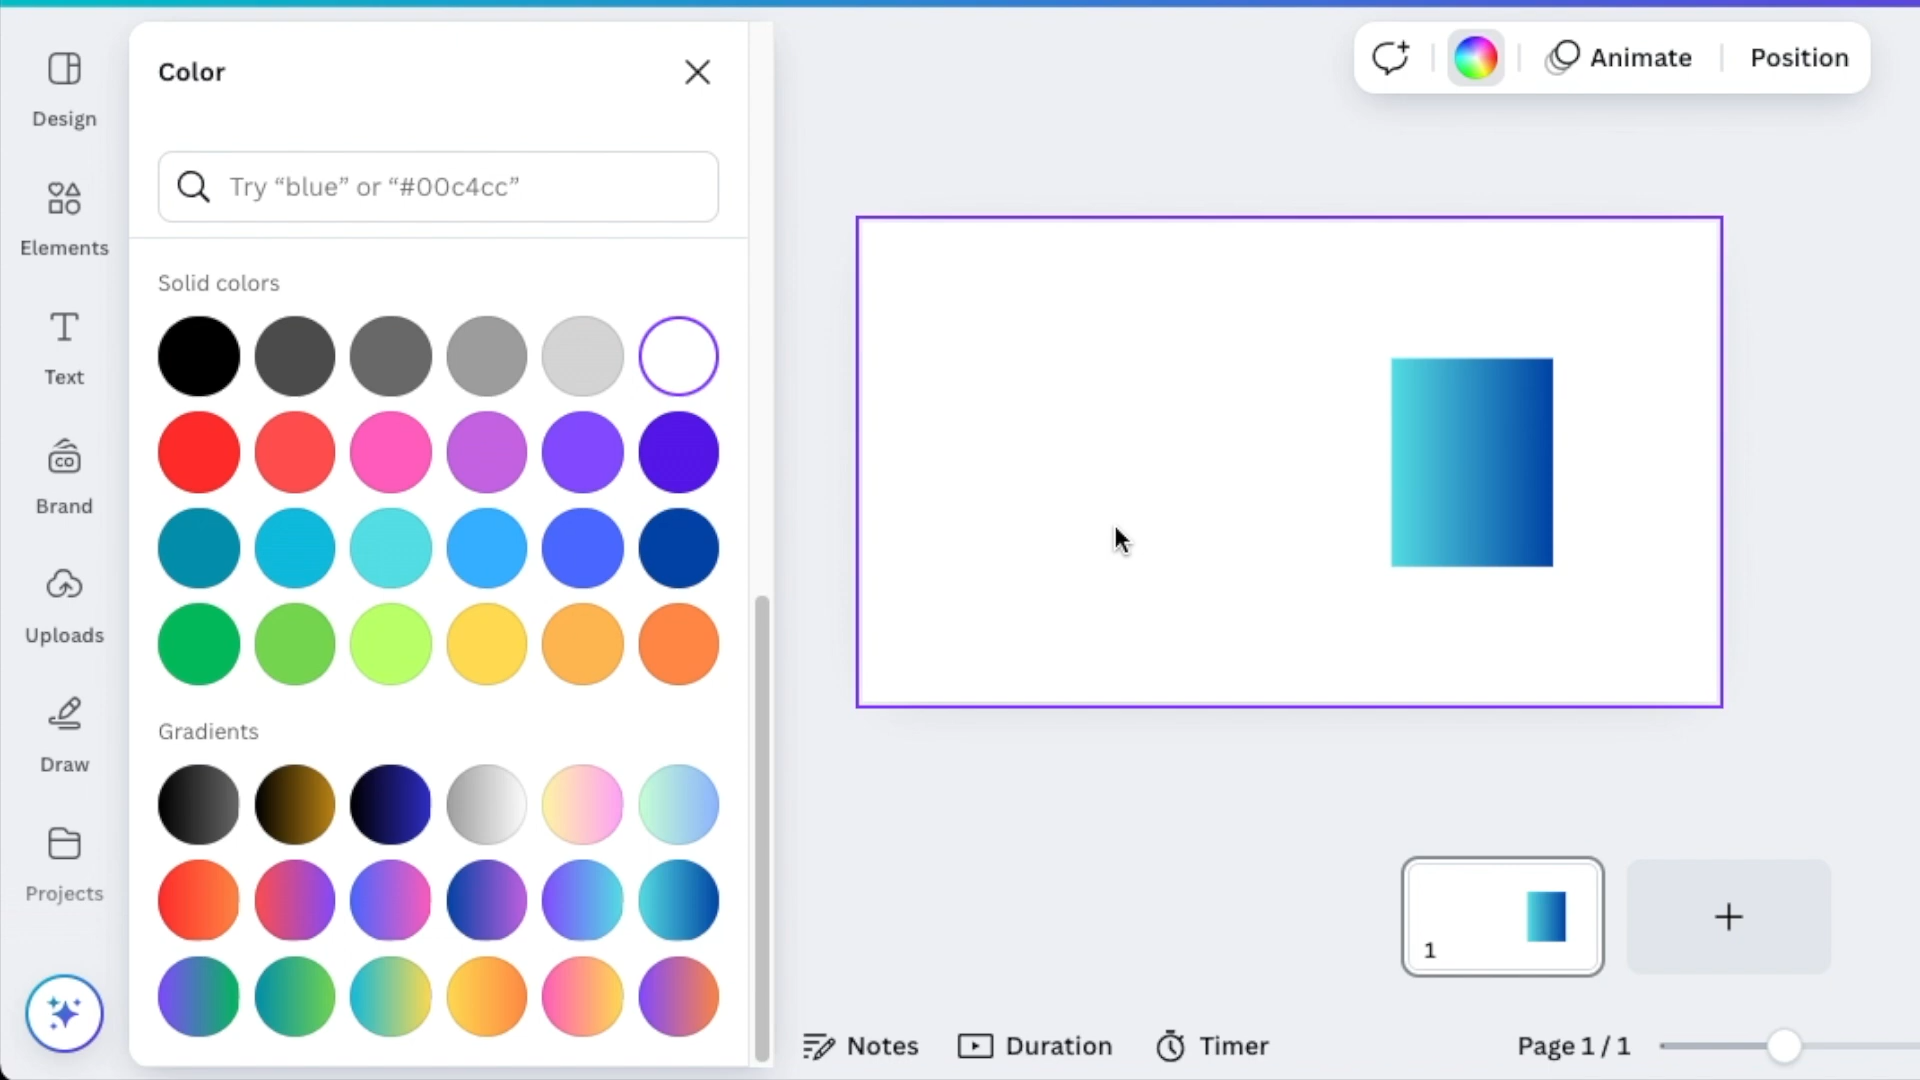 Color
Try “blue” or “#00c4cc”
Solid colors
Gradients
Design
Elements
Text
CO
Brand
Uploads
Draw
Projects
Animate
Position
1
Notes
Duration
Timer
Page 1 / 1